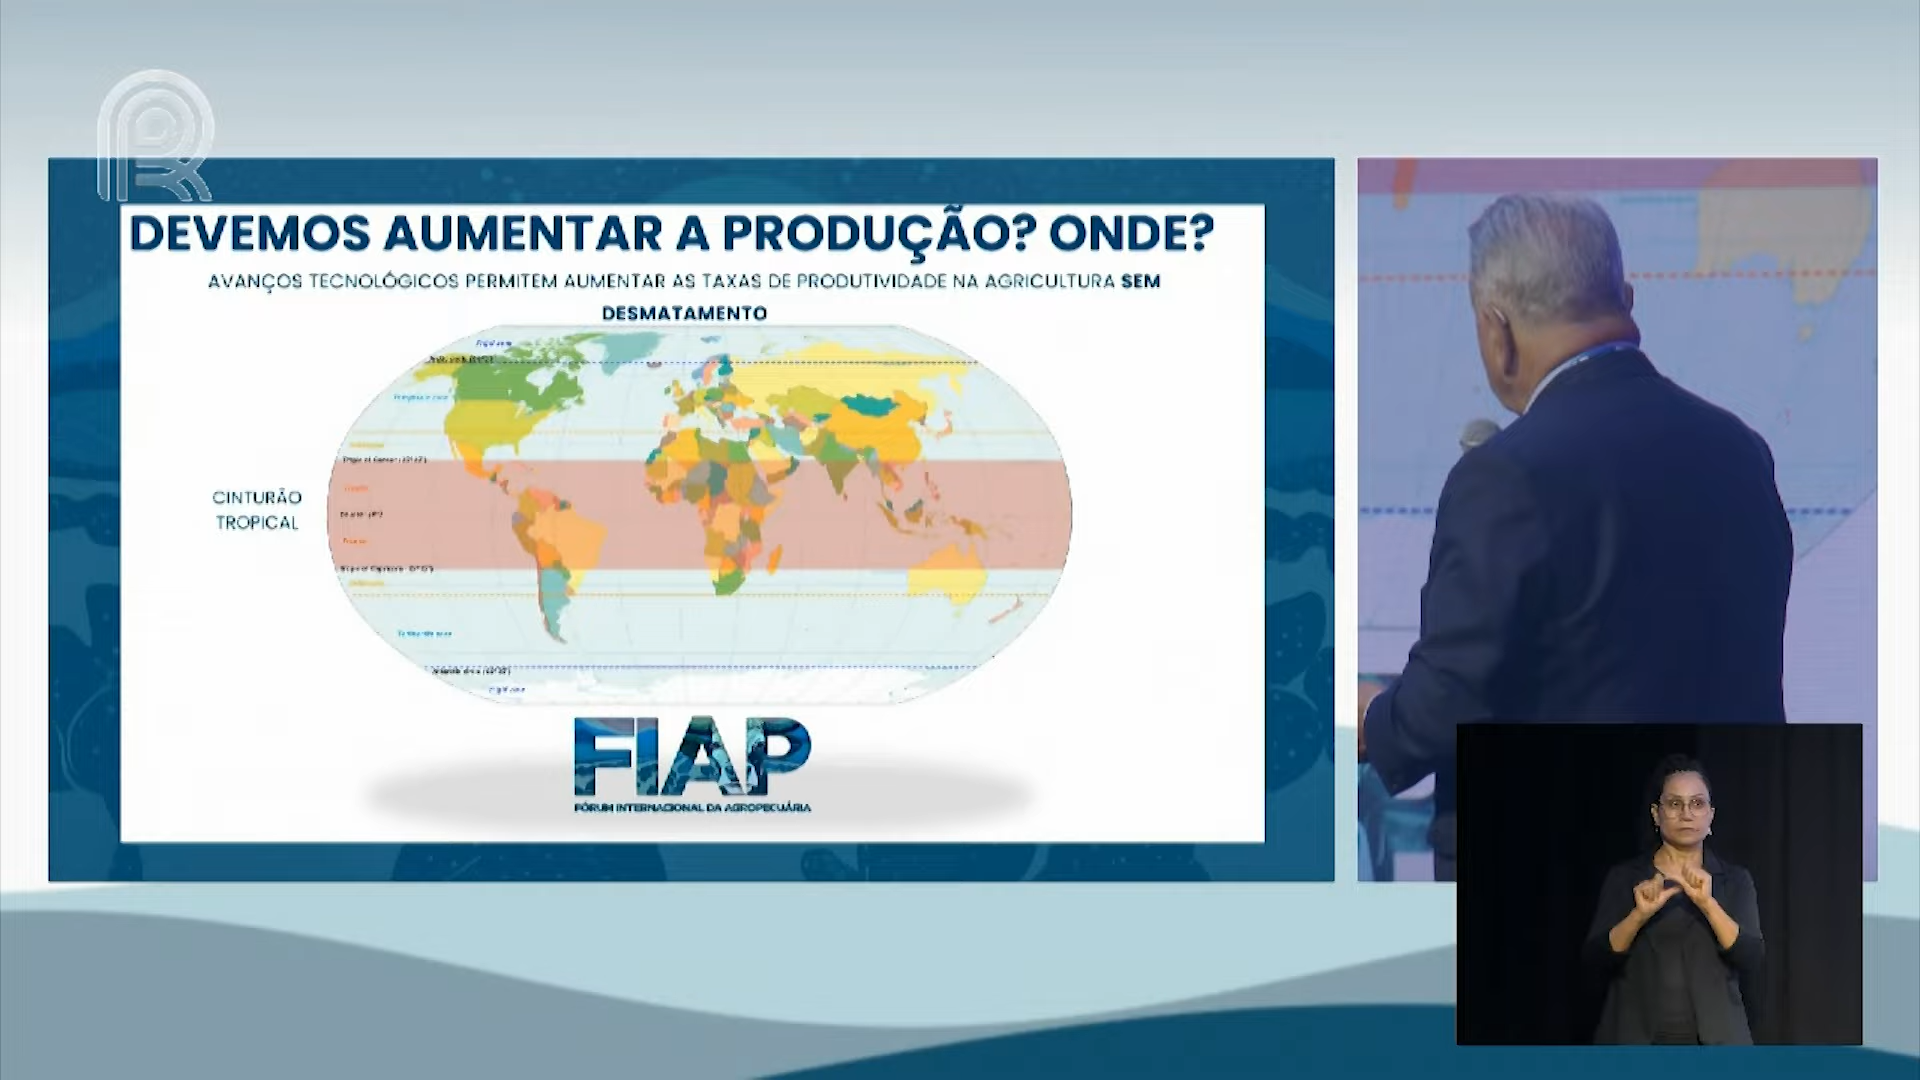 DEVEMOS AUMENTAR A PRODUÇÃO? ONDE?
AVANÇOS TECNOLÓGICOS PERMITEM AUMENTAR AS TAXAS DE PRODUTIVIDADE NA AGRICULTURA SEM
DESMATAMENTO
CINTURÃO
TROPICAL
FIAP
FÓRUM INTERNACIONAL DA AGROPECUÁRIA